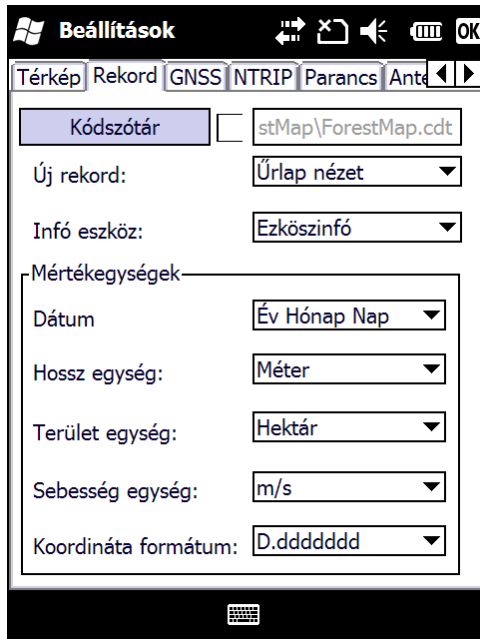 Beállítások OK
Térkép Rekord GNSS NTRIP Parancs Ante
Kódszótár stMap\ForestMap.cdt
Új rekord: Űrlap nézet
Infó eszköz: Ezköszinfó
Mértékegységek
Dátum Év Hónap Nap
Hossz egység: Méter
Terület egység: Hektár
Sebesség egység: m/s
Koordináta formátum: D.ddddddd